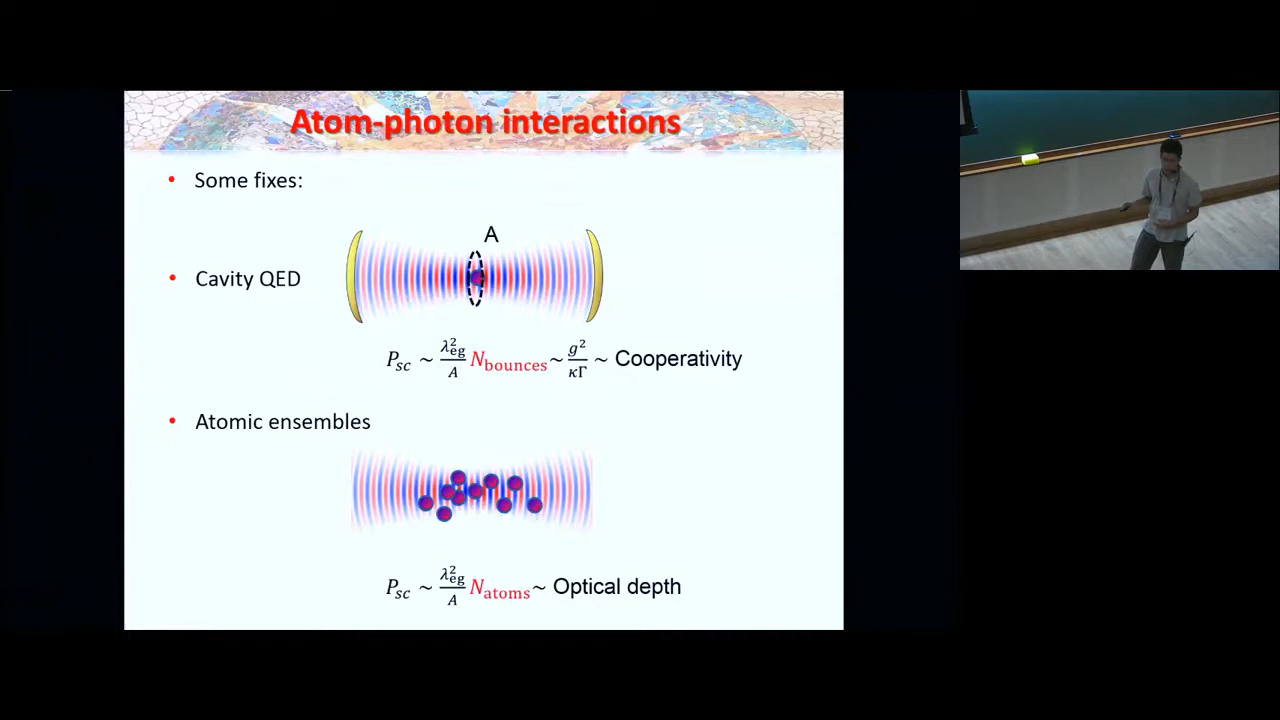 Atom-photon interactions
• Some fixes:
A
• Cavity QED
P_sc ~ λ²_eg/A N_bounces ~ g²/κΓ ~ Cooperativity
• Atomic ensembles
P_sc ~ λ²_eg/A N_atoms ~ Optical depth